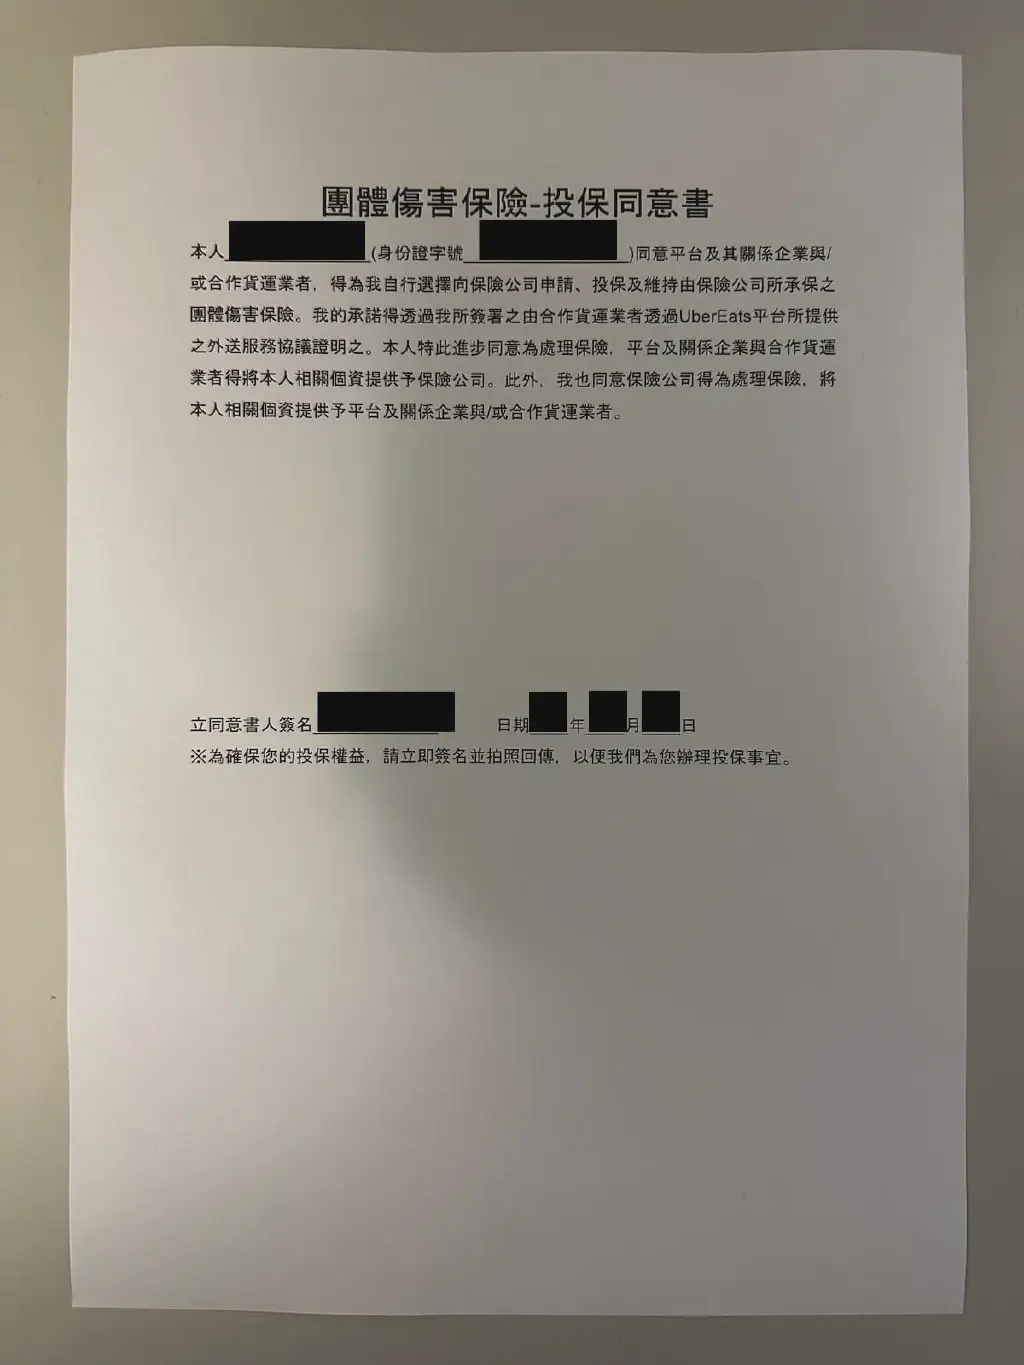 團體傷害保險-投保同意書
本人 (身份證字號 )同意平台及其關係企業與/
或合作貨運業者，得為我自行選擇向保險公司申請、投保及維持由保險公司所承保之
團體傷害保險。我的承諾得透過我所簽署之由合作貨運業者透過UberEats平台所提供
之外送服務協議證明之。本人特此進步同意為處理保險，平台及關係企業與合作貨運
業者得將本人相關個資提供予保險公司。此外，我也同意保險公司得為處理保險，將
本人相關個資提供予平台及關係企業與/或合作貨運業者。
立同意書人簽名 日期 年 月 日
※為確保您的投保權益，請立即簽名並拍照回傳，以便我們為您辦理投保事宜。